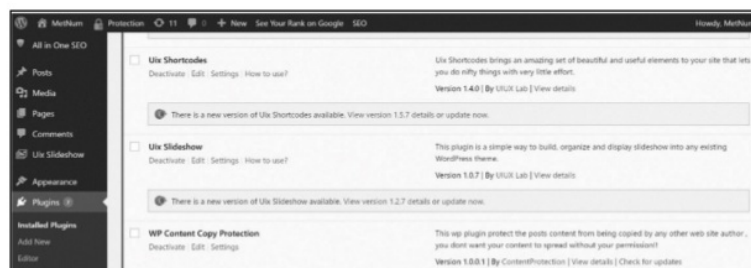 MetNum Protection 11 0 + New See Your Rank on Google SEO Howdy, MetNu
All in One SEO
Posts
Media
Pages
Comments
Uix Slideshow
Appearance
Plugins 2
Installed Plugins
Add New
Editor
Uix Shortcodes
Deactivate Edit Settings How to use?
Uix Shortcodes brings an amazing set of beautiful and useful elements to your site that lets
you do nifty things with very little effort.
Version 1.4.0 | By UIUX Lab | View details
There is a new version of Uix Shortcodes available. View version 1.5.7 details or update now.
Uix Slideshow
Deactivate Edit Settings How to use?
This plugin is a simple way to build, organize and display slideshow into any existing
WordPress theme.
Version 1.0.7 | By UIUX Lab | View details
There is a new version of Uix Slideshow available. View version 1.2.7 details or update now.
WP Content Copy Protection
Deactivate Edit Settings
This wp plugin protect the posts content from being copied by any other web site author ,
you dont want your content to spread without your permission!!
Version 1.0.0.1 | By ContentProtection | View details | Check for updates